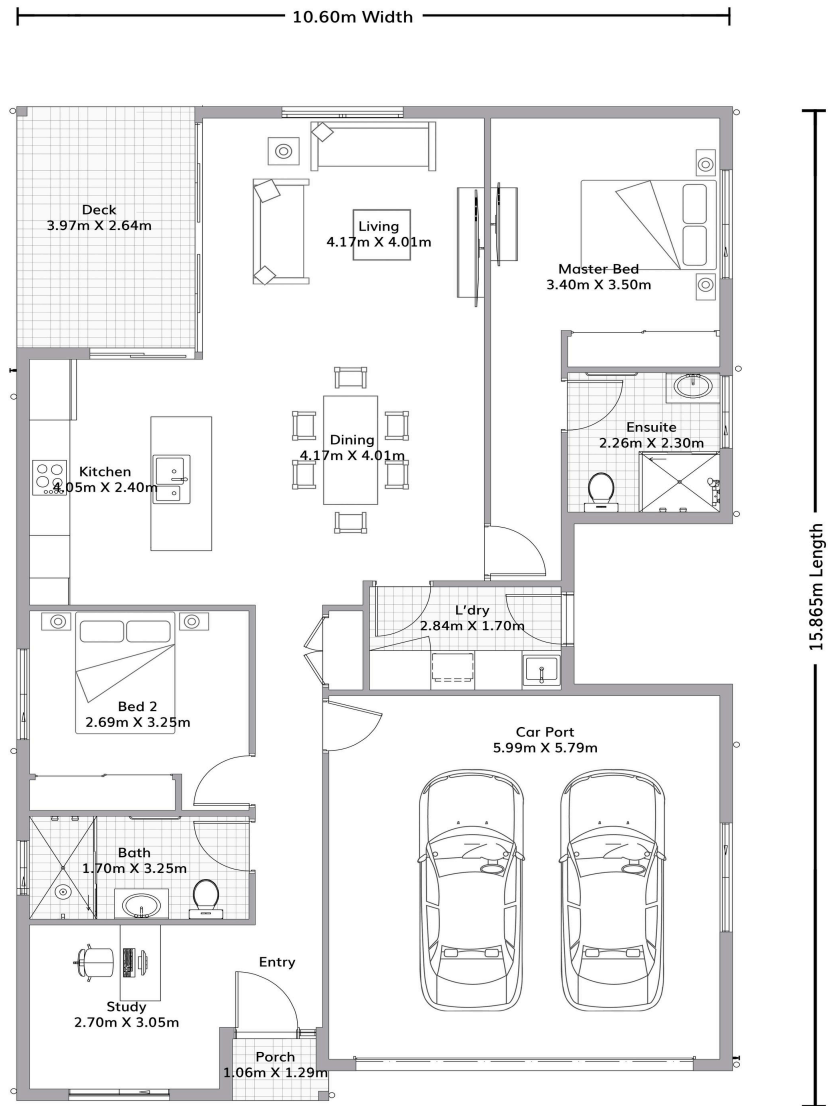 10.60m Width
Deck
3.97m X 2.64m
Living
4.17m X 4.01m
Master Bed
3.40m X 3.50m
Ensuite
2.26m X 2.30m
Dining
4.17m X 4.01m
Kitchen
4.05m X 2.40m
15.865m Length
L'dry
2.84m X 1.70m
Bed 2
2.69m X 3.25m
Car Port
5.99m X 5.79m
Bath
1.70m X 3.25m
Entry
Study
2.70m X 3.05m
Porch
1.06m X 1.29m